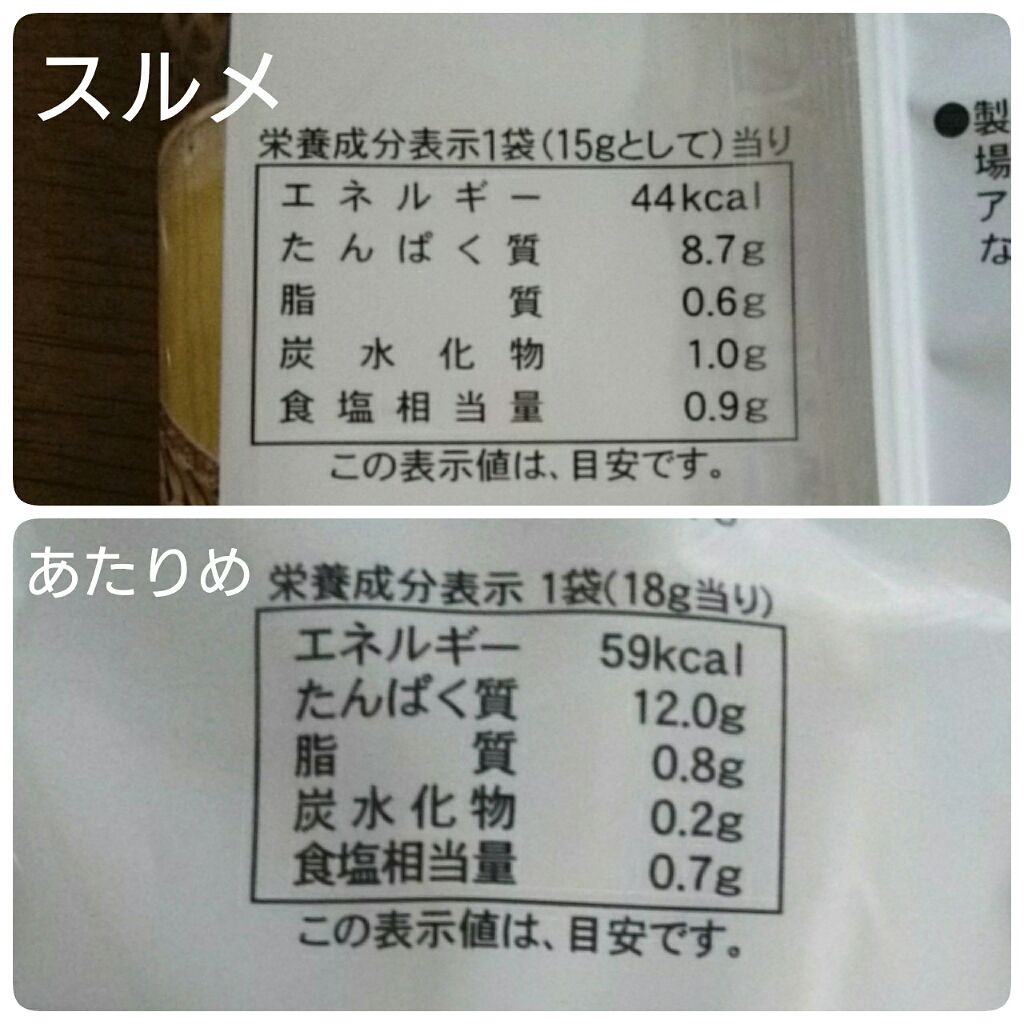 スルメ
栄養成分表示1袋(15gとして)当り
エネルギー 44kcal
たんぱく質 8.7g
脂質 0.6g
炭水化物 1.0g
食塩相当量 0.9g
この表示値は、目安です。
●製
場
ア
な
あたりめ
栄養成分表示 1袋(18g当り)
エネルギー 59kcal
たんぱく質 12.0g
脂質 0.8g
炭水化物 0.2g
食塩相当量 0.7g
この表示値は、目安です。